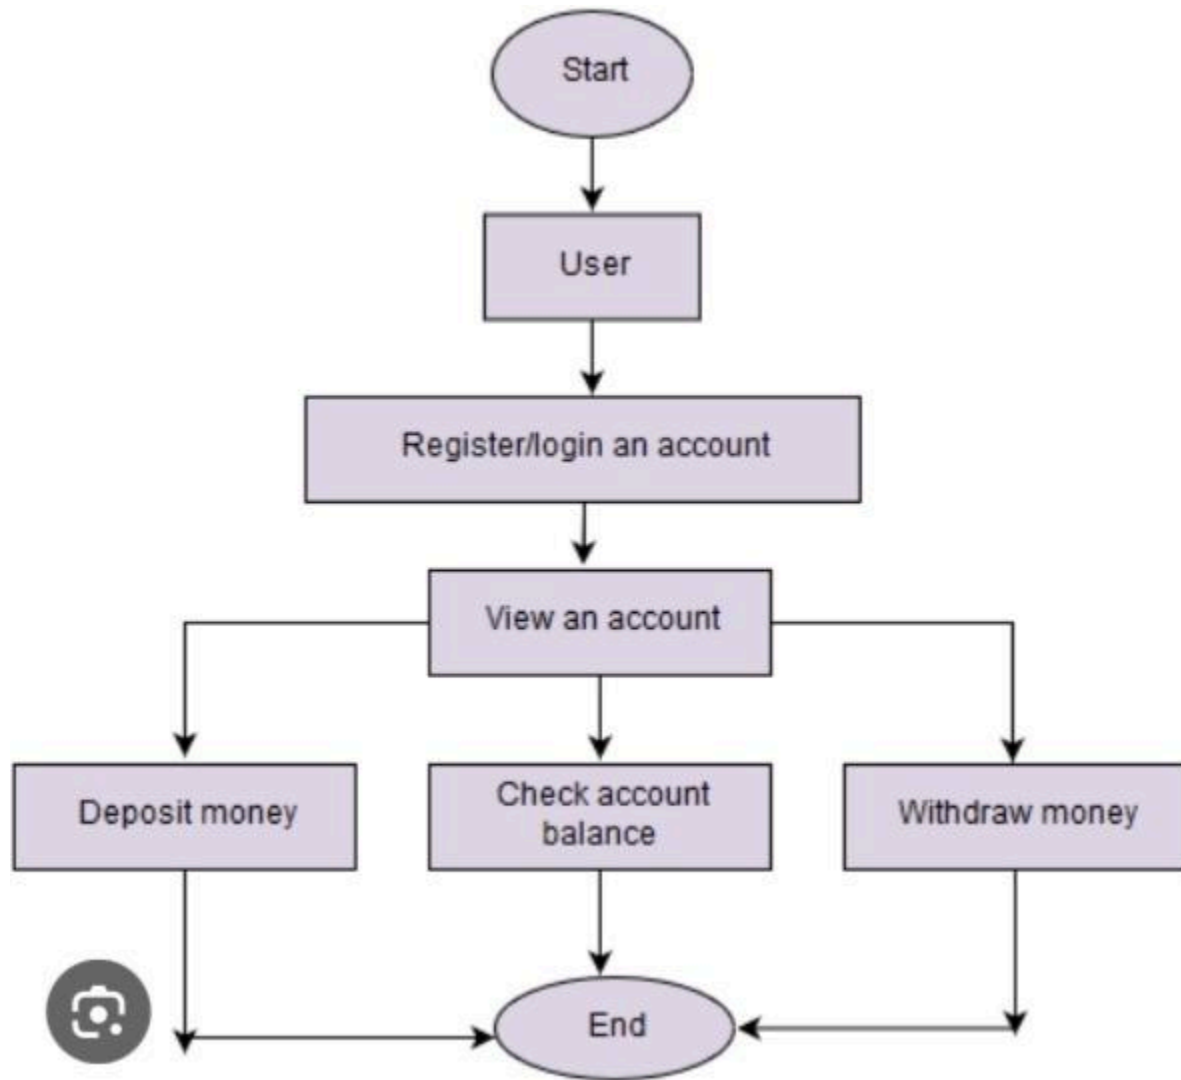 Start
User
Register/login an account
View an account
Deposit money
Check account
balance
Withdraw money
End